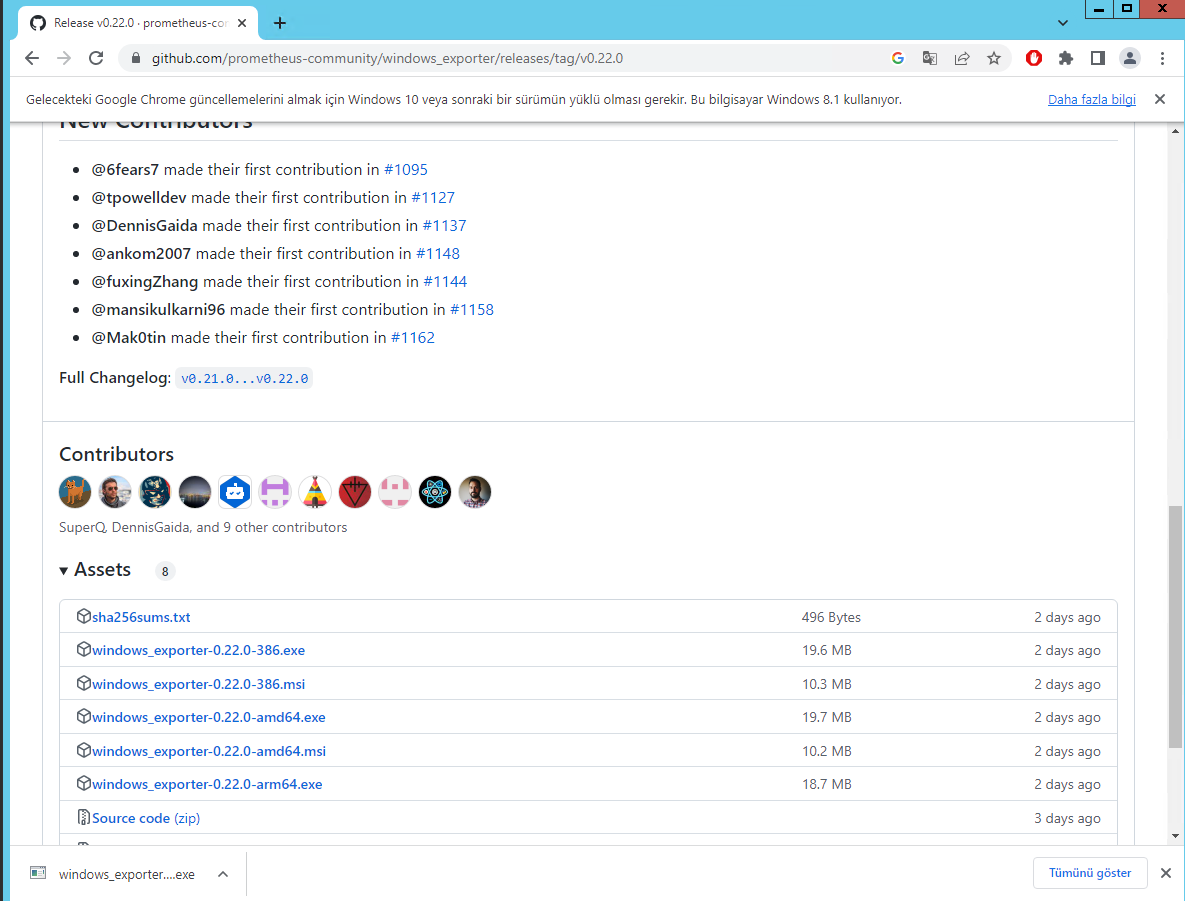 Release v0.22.0 · prometheus-con
github.com/prometheus-community/windows_exporter/releases/tag/v0.22.0
Gelecekteki Google Chrome güncellemelerini almak için Windows 10 veya sonraki bir sürümün yüklü olması gerekir. Bu bilgisayar Windows 8.1 kullanıyor. Daha fazla bilgi
New Contributors
@6fears7 made their first contribution in #1095
@tpowelldev made their first contribution in #1127
@DennisGaida made their first contribution in #1137
@ankom2007 made their first contribution in #1148
@fuxingZhang made their first contribution in #1144
@mansikulkarni96 made their first contribution in #1158
@Mak0tin made their first contribution in #1162
Full Changelog: v0.21.0...v0.22.0
Contributors
SuperQ, DennisGaida, and 9 other contributors
Assets 8
sha256sums.txt 496 Bytes 2 days ago
windows_exporter-0.22.0-386.exe 19.6 MB 2 days ago
windows_exporter-0.22.0-386.msi 10.3 MB 2 days ago
windows_exporter-0.22.0-amd64.exe 19.7 MB 2 days ago
windows_exporter-0.22.0-amd64.msi 10.2 MB 2 days ago
windows_exporter-0.22.0-arm64.exe 18.7 MB 2 days ago
Source code (zip) 3 days ago
windows_exporter....exe Tümünü göster